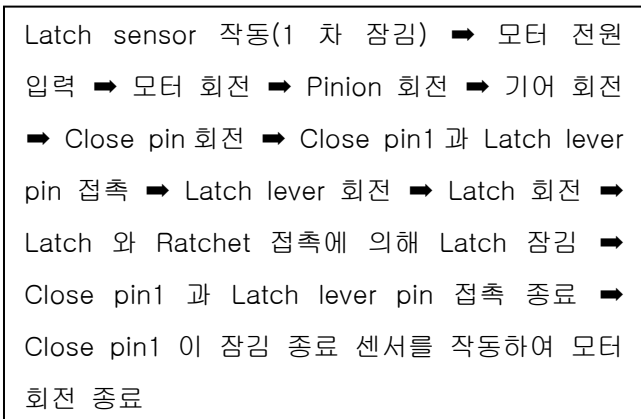 Latch sensor 작동(1 차 잠김) ➡ 모터 전원
입력 ➡ 모터 회전 ➡ Pinion 회전 ➡ 기어 회전
➡ Close pin 회전 ➡ Close pin1 과 Latch lever
pin 접촉 ➡ Latch lever 회전 ➡ Latch 회전 ➡
Latch 와 Ratchet 접촉에 의해 Latch 잠김 ➡
Close pin1 과 Latch lever pin 접촉 종료 ➡
Close pin1 이 잠김 종료 센서를 작동하여 모터
회전 종료